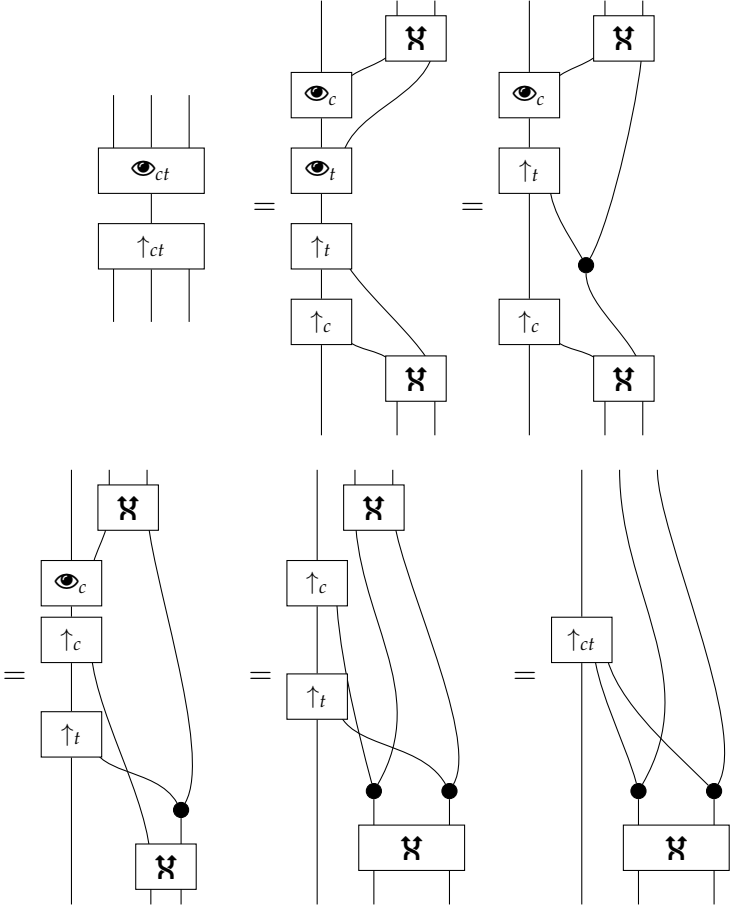 👁ct
↑ct
=
👁c
👁t
↑t
↑c
=
👁c
↑t
↑c
=
👁c
↑c
↑t
=
↑c
↑t
=
↑ct